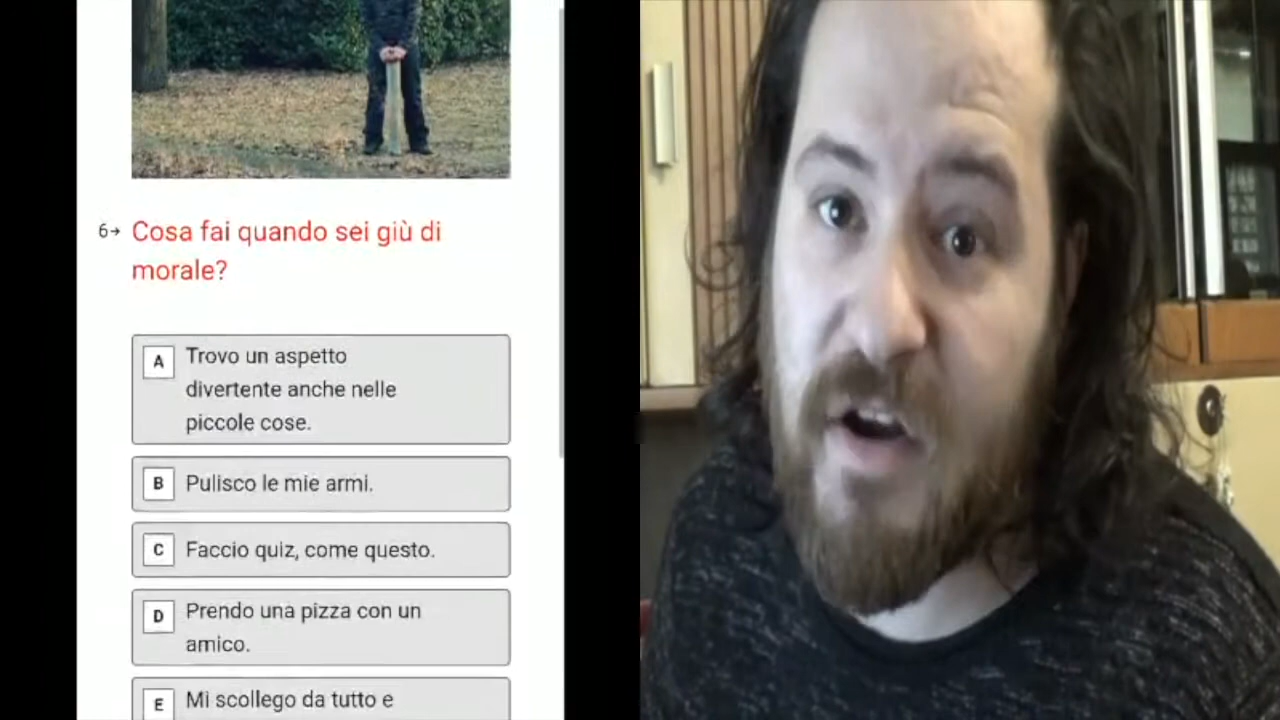 6→ Cosa fai quando sei giù di
morale?
A Trovo un aspetto
divertente anche nelle
piccole cose.
B Pulisco le mie armi.
C Faccio quiz, come questo.
D Prendo una pizza con un
amico.
E Mi scollego da tutto e